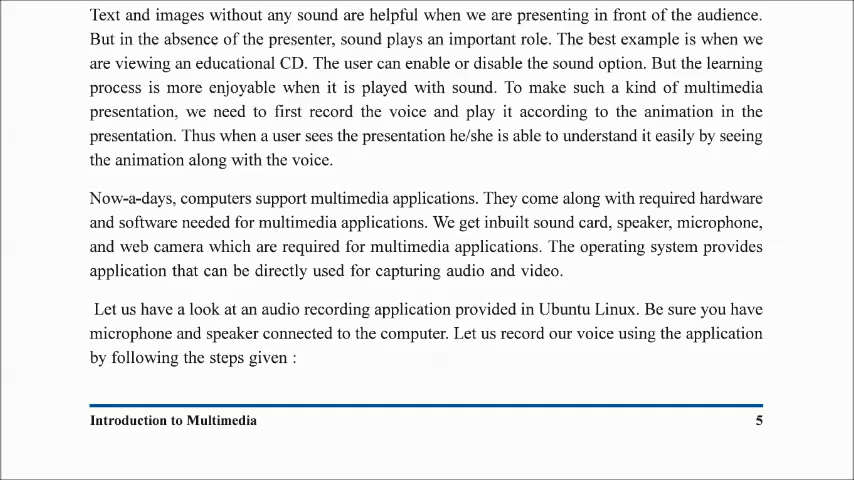 Text and images without any sound are helpful when we are presenting in front of the audience.
But in the absence of the presenter, sound plays an important role. The best example is when we
are viewing an educational CD. The user can enable or disable the sound option. But the learning
process is more enjoyable when it is played with sound. To make such a kind of multimedia
presentation, we need to first record the voice and play it according to the animation in the
presentation. Thus when a user sees the presentation he/she is able to understand it easily by seeing
the animation along with the voice.
Now-a-days, computers support multimedia applications. They come along with required hardware
and software needed for multimedia applications. We get inbuilt sound card, speaker, microphone,
and web camera which are required for multimedia applications. The operating system provides
application that can be directly used for capturing audio and video.
Let us have a look at an audio recording application provided in Ubuntu Linux. Be sure you have
microphone and speaker connected to the computer. Let us record our voice using the application
by following the steps given :
Introduction to Multimedia 5